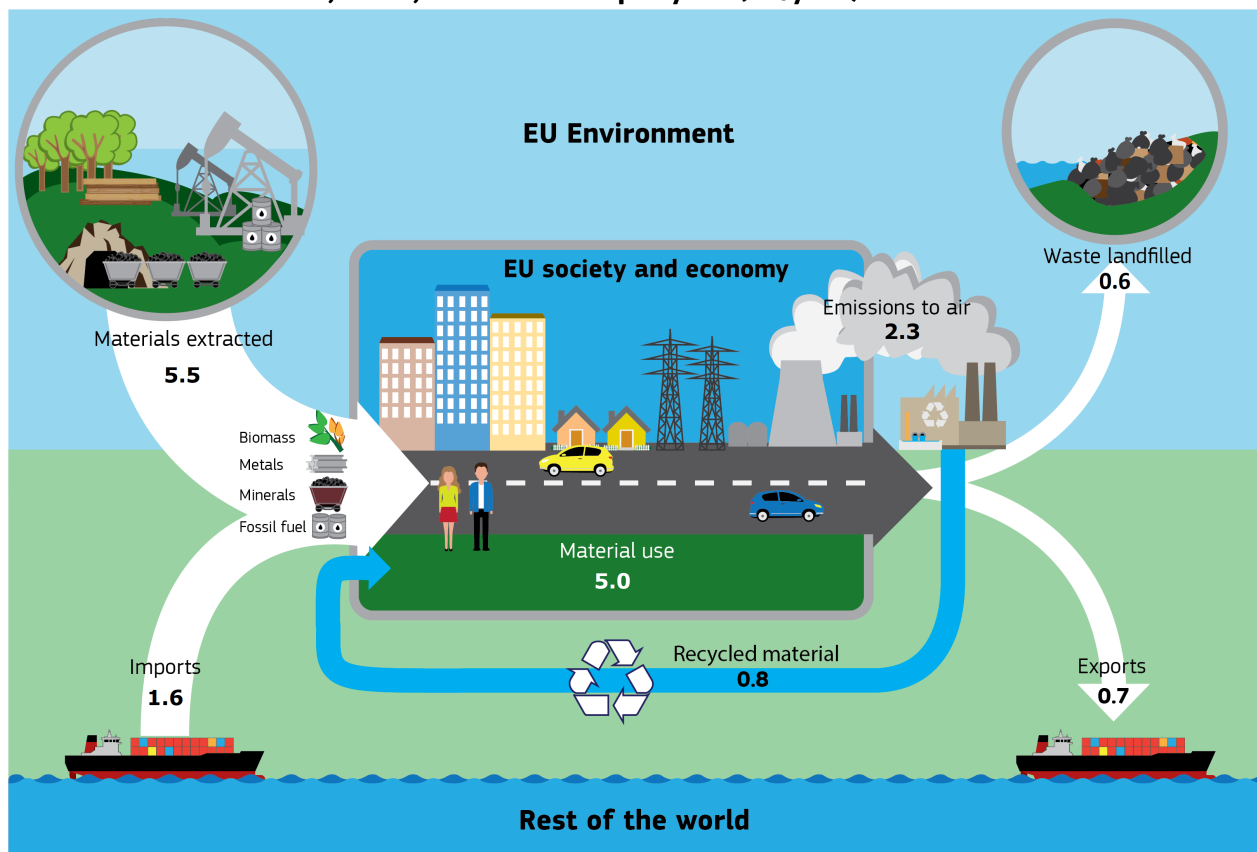 EU Environment
Waste landfilled
0.6
EU society and economy
Emissions to air
2.3
Materials extracted
5.5
Biomass
Metals
Minerals
Fossil fuel
Material use
5.0
Recycled material
0.8
Imports
1.6
Exports
0.7
Rest of the world